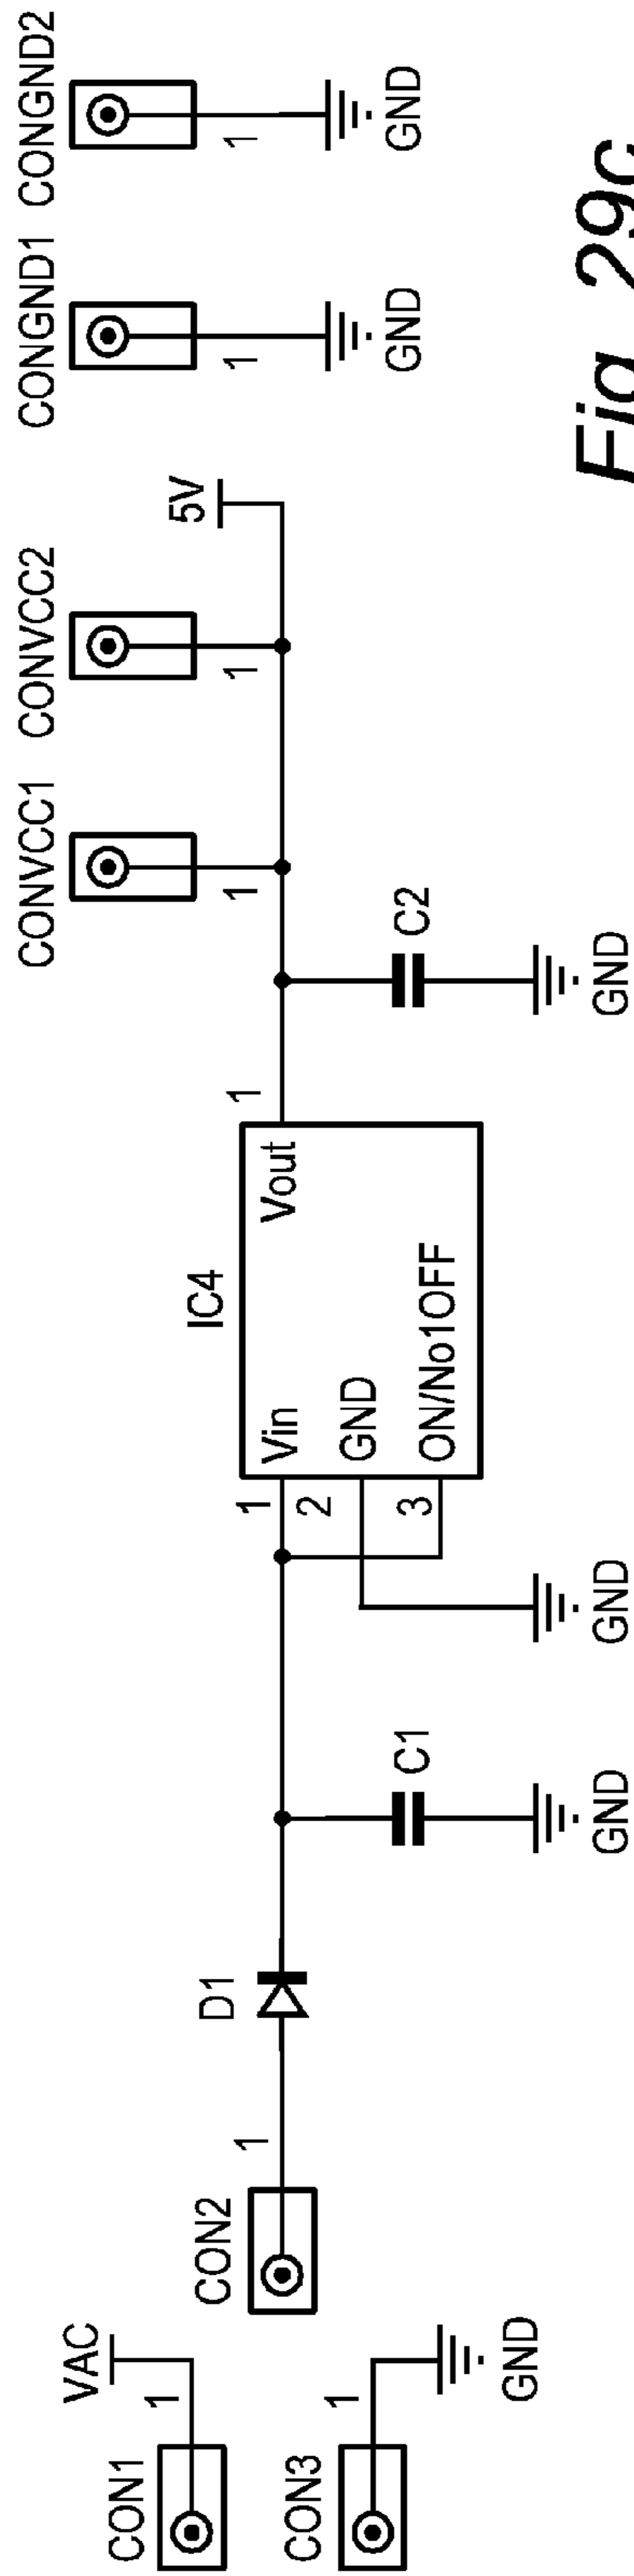 VAC
CON1
1
CON3
1
GND
CON2
1
D1
C1
GND
GND
IC4
1
Vin
2
GND
3
ON/No1OFF
Vout
1
C2
GND
CONVCC1
1
CONVCC2
1
5V
CONGND1
1
GND
CONGND2
1
GND
Fig. 29c